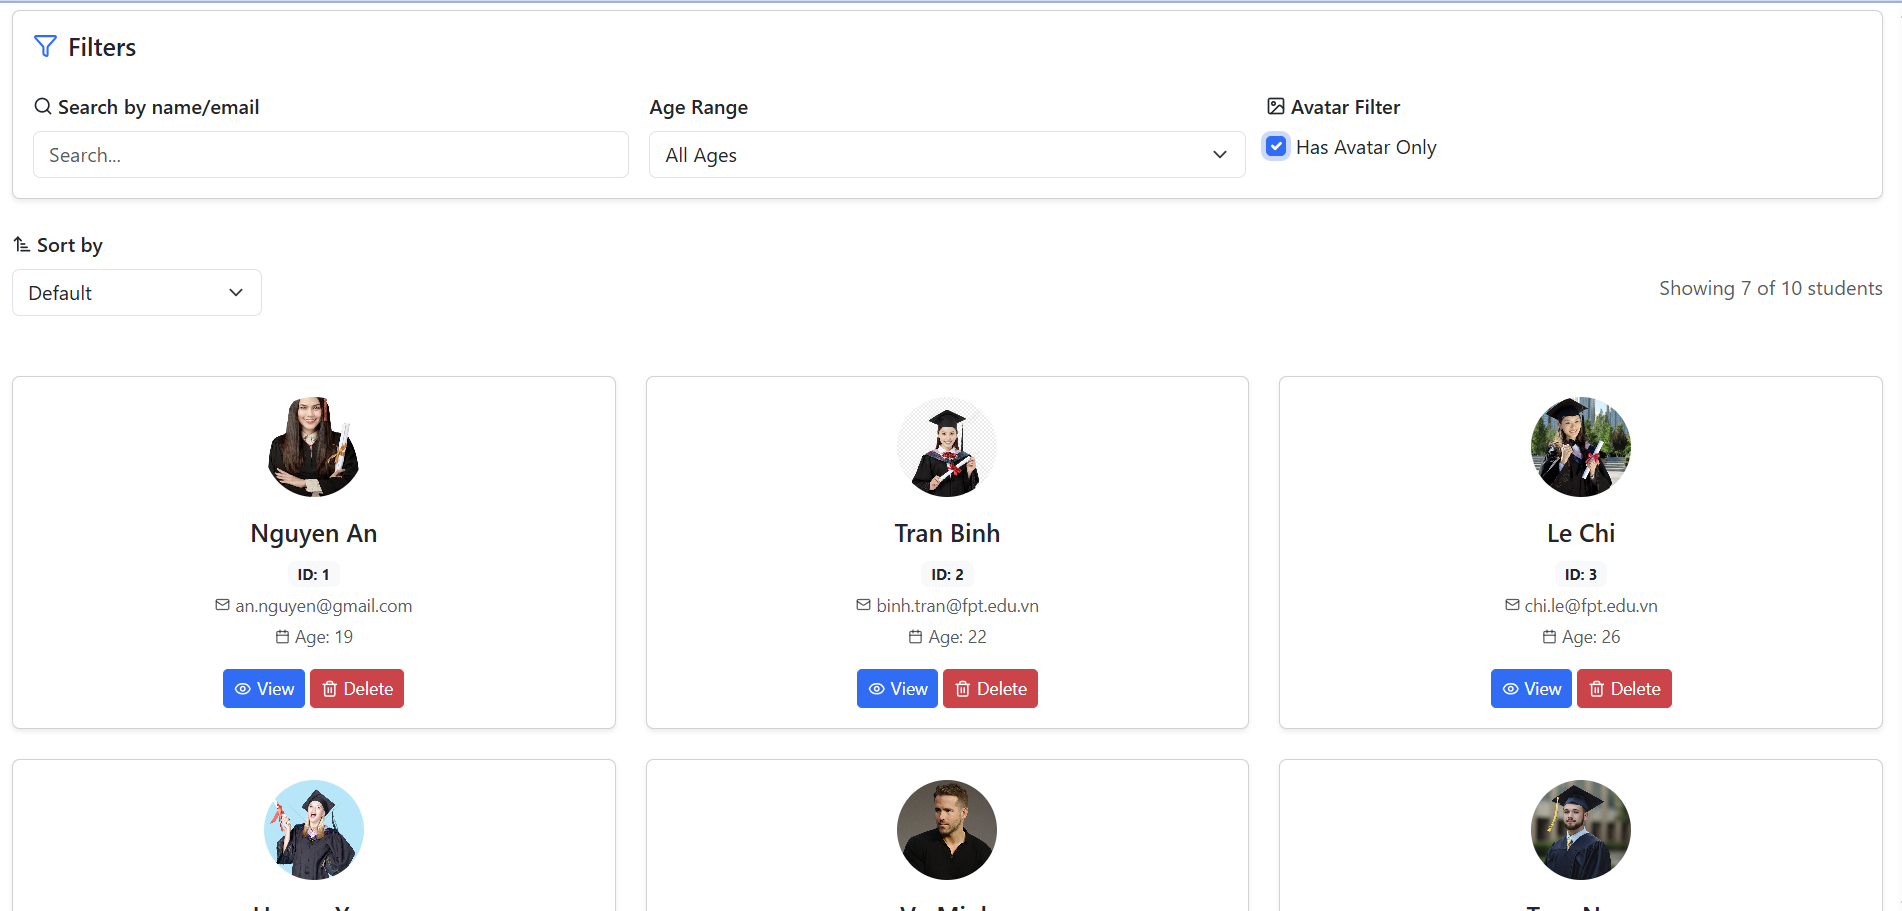 Filters
Search by name/email
Age Range
Avatar Filter
Search...
All Ages
Has Avatar Only
Sort by
Default
Showing 7 of 10 students
Nguyen An
ID: 1
an.nguyen@gmail.com
Age: 19
View
Delete
Tran Binh
ID: 2
binh.tran@fpt.edu.vn
Age: 22
View
Delete
Le Chi
ID: 3
chi.le@fpt.edu.vn
Age: 26
View
Delete